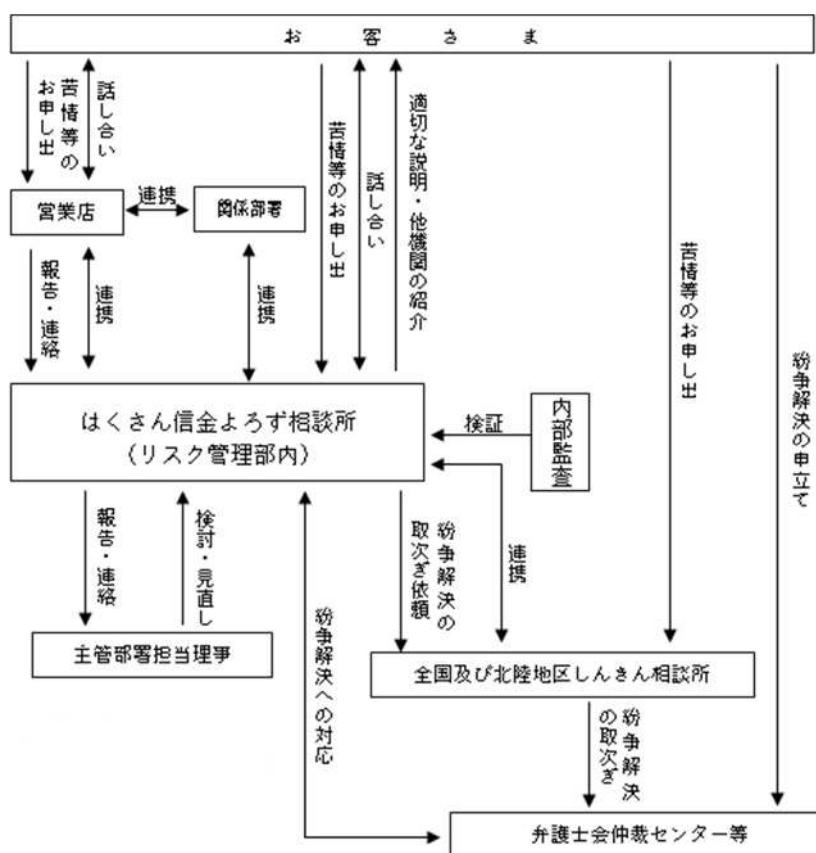 お客さま
苦情等の
お申し出
話し合い
苦情等のお申し出
話し合い
適切な説明・他機関の紹介
営業店
連携
関係部署
報告・連絡
連携
連携
苦情等のお申し出
紛争解決の申立て
はくさん信金よろず相談所
(リスク管理部内)
検証
内部監査
報告・連絡
検討・見直し
紛争解決の
取次ぎ依頼
連携
主管部署担当理事
全国及び北陸地区しんきん相談所
紛争解決への対応
紛争解決
の取次ぎ
弁護士会仲裁センター等